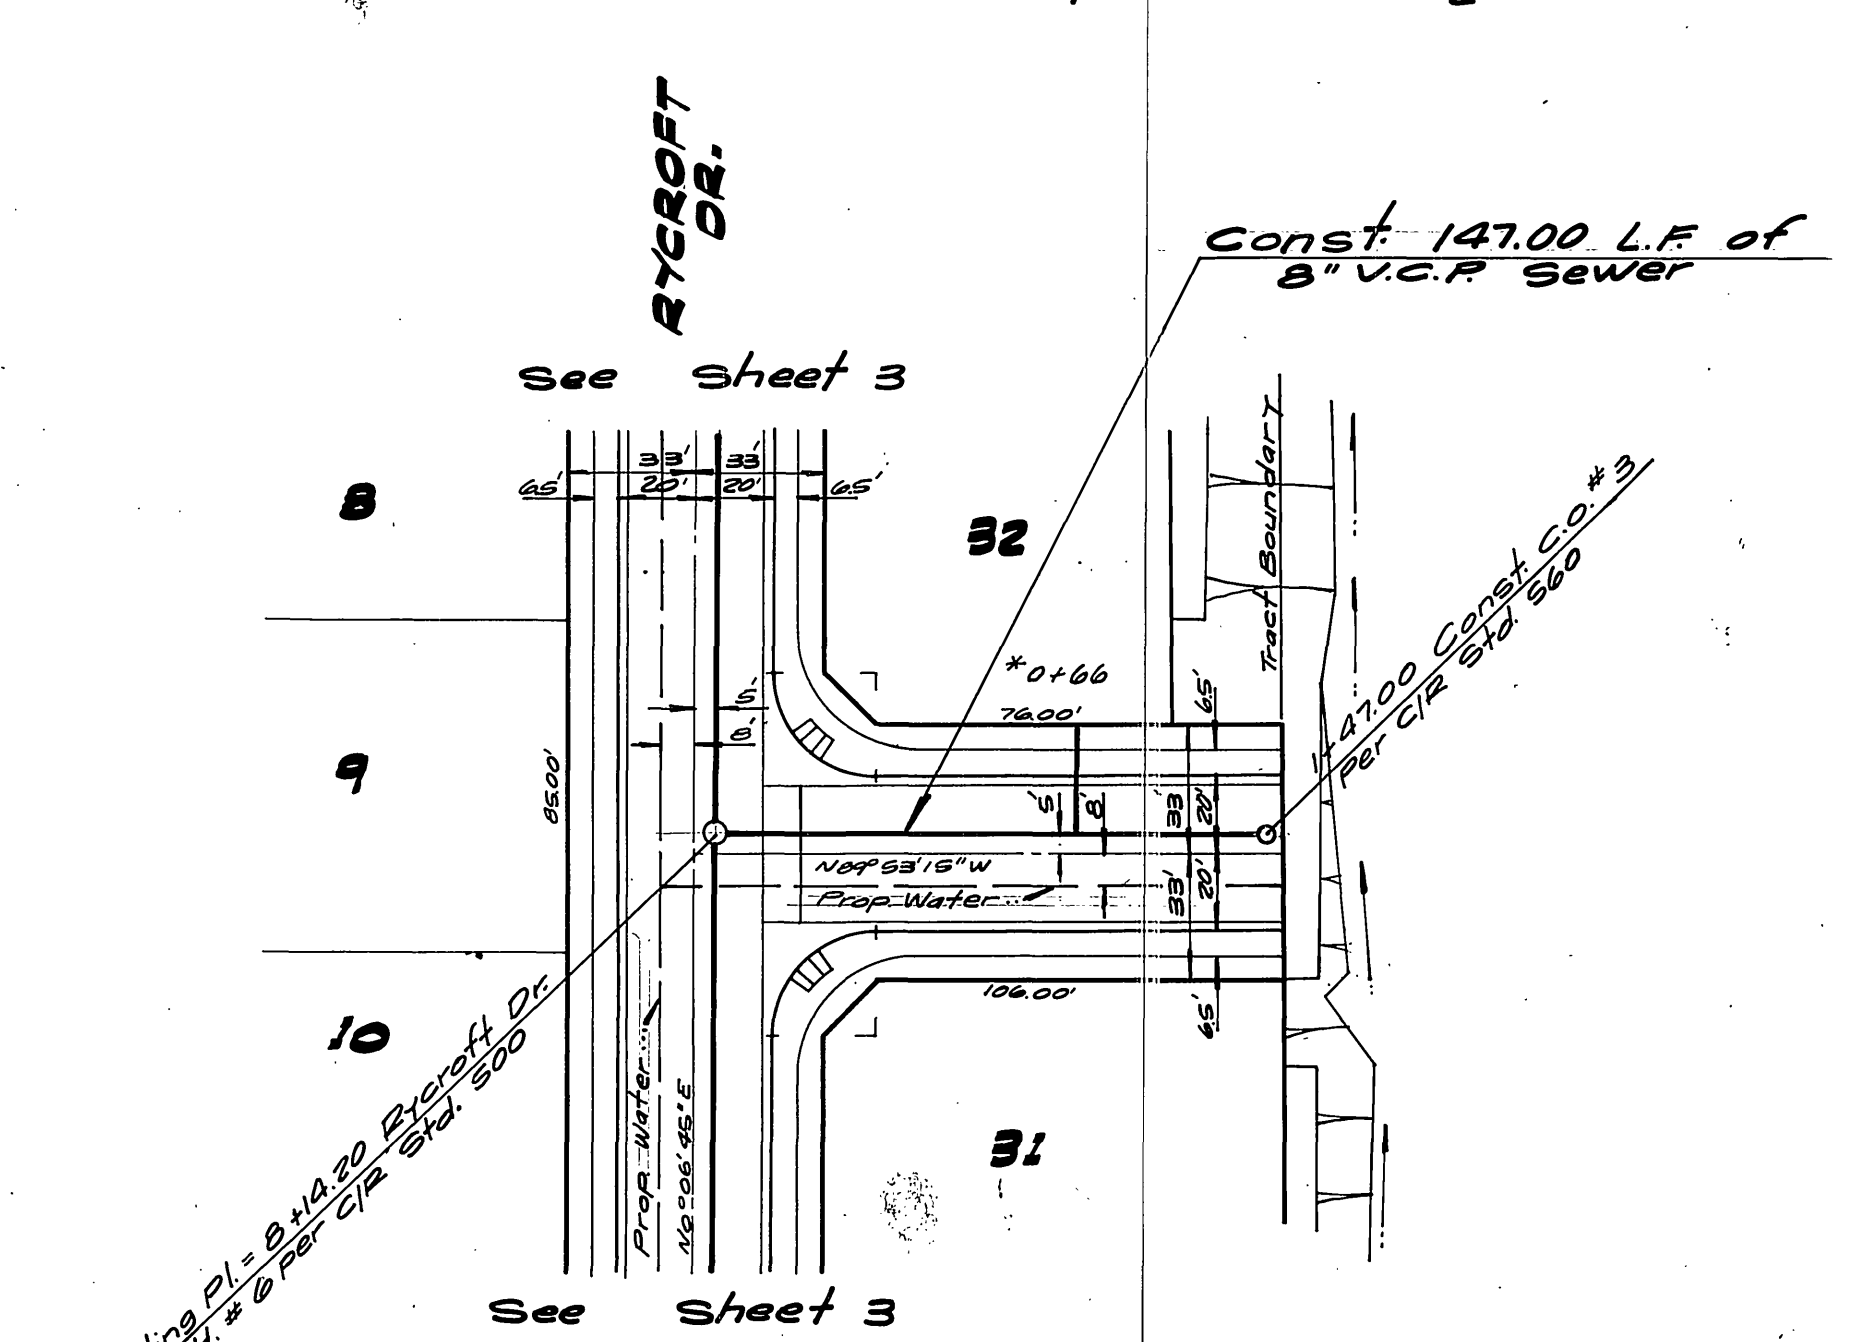 RYCROFT
DR.
Const. 147.00 L.F. of
8" V.C.P. Sewer
See Sheet 3
33' 33'
6.5' 20' 20' 6.5'
8
32
Tract Boundary
1+47.00 Const. C.O. #3
per C/R Std. 560
*0+66
76.00'
6.5'
5'
8'
9
85.00'
5'
8'
33
20'
N89°53'15"W
Prop. Water
33'
20'
106.00'
6.5'
10
31
Prop. Water
N0°06'45"E
Pl. = 8+14.20 Rycroft Dr.
#6 per C/R Std. 500
See Sheet 3